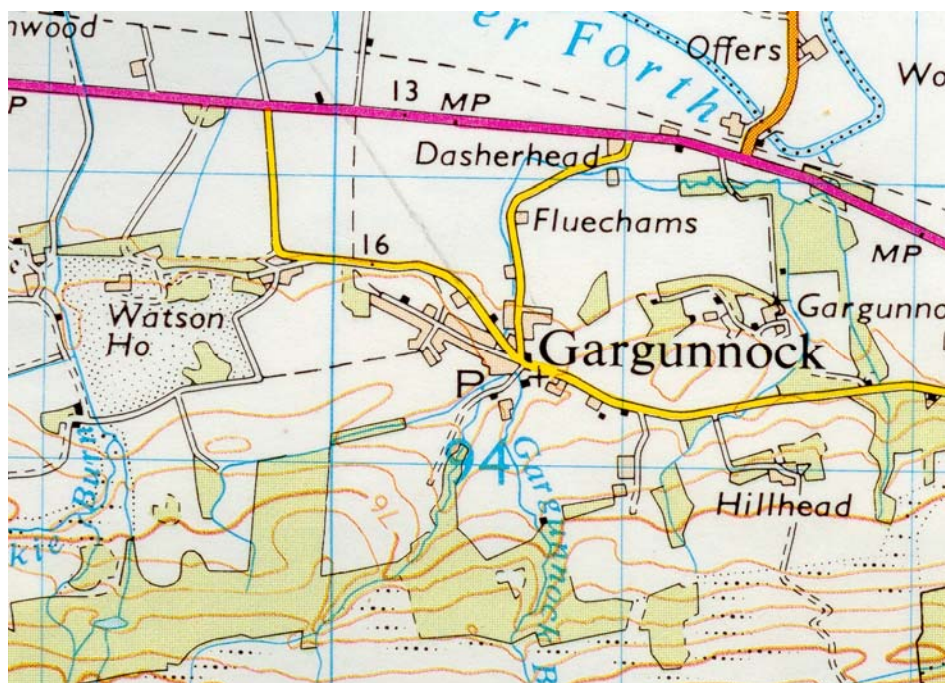 nwood
er Forth
Offers
Wo
P
13
MP
Dasherhead
Fluechams
16
MP
Watson
Ho
Gargunno
Gargunnock
P
94
Gargunnock B
Hillhead
kie Burn
76